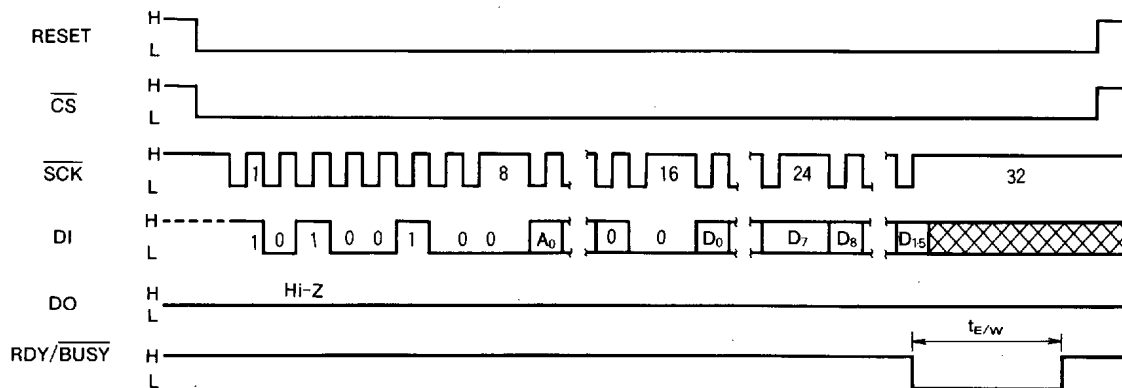 RESET H L
CS H L
SCK H L 1 8 16 24 32
DI H L 1 0 1 0 0 1 0 0 A0 0 0 D0 D7 D8 D15
DO H L Hi-Z
tE/W
RDY/BUSY H L